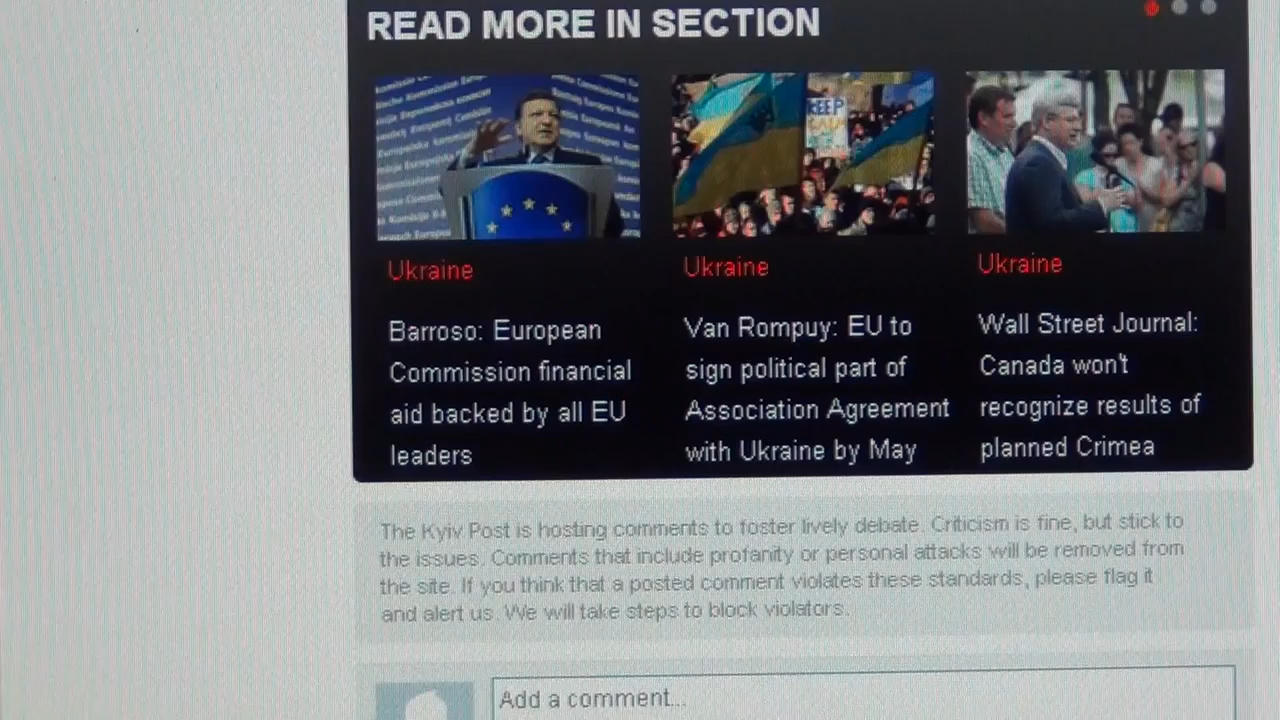 READ MORE IN SECTION
KEEP
Ukraine
Barroso: European
Commission financial
aid backed by all EU
leaders
Ukraine
Van Rompuy: EU to
sign political part of
Association Agreement
with Ukraine by May
Ukraine
Wall Street Journal:
Canada won't
recognize results of
planned Crimea
The Kyiv Post is hosting comments to foster lively debate. Criticism is fine, but stick to
the issues. Comments that include profanity or personal attacks will be removed from
the site. If you think that a posted comment violates these standards, please flag it
and alert us. We will take steps to block violators.
Add a comment...